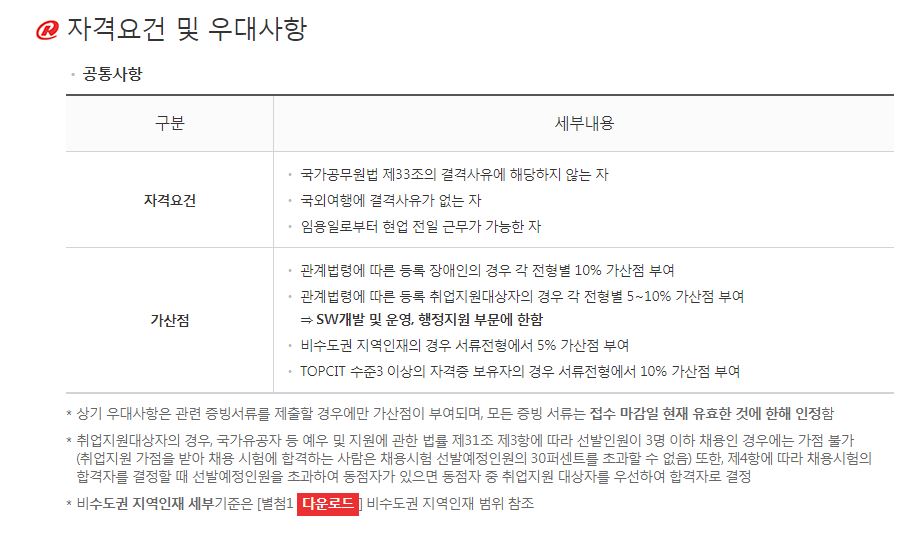 자격요건 및 우대사항
· 공통사항
구분
세부내용
자격요건
· 국가공무원법 제33조의 결격사유에 해당하지 않는 자
· 국외여행에 결격사유가 없는 자
· 임용일로부터 현업 전일 근무가 가능한 자
가산점
· 관계법령에 따른 등록 장애인의 경우 각 전형별 10% 가산점 부여
· 관계법령에 따른 등록 취업지원대상자의 경우 각 전형별 5~10% 가산점 부여
⇒ SW개발 및 운영, 행정지원 부문에 한함
· 비수도권 지역인재의 경우 서류전형에서 5% 가산점 부여
· TOPCIT 수준3 이상의 자격증 보유자의 경우 서류전형에서 10% 가산점 부여
* 상기 우대사항은 관련 증빙서류를 제출할 경우에만 가산점이 부여되며, 모든 증빙 서류는 접수 마감일 현재 유효한 것에 한해 인정함
* 취업지원대상자의 경우, 국가유공자 등 예우 및 지원에 관한 법률 제31조 제3항에 따라 선발인원이 3명 이하 채용인 경우에는 가점 불가
(취업지원 가점을 받아 채용 시험에 합격하는 사람은 채용시험 선발예정인원의 30퍼센트를 초과할 수 없음) 또한, 제4항에 따라 채용시험의
합격자를 결정할 때 선발예정인원을 초과하여 동점자가 있으면 동점자 중 취업지원 대상자를 우선하여 합격자로 결정
* 비수도권 지역인재 세부기준은 [별첨1 다운로드 ] 비수도권 지역인재 범위 참조